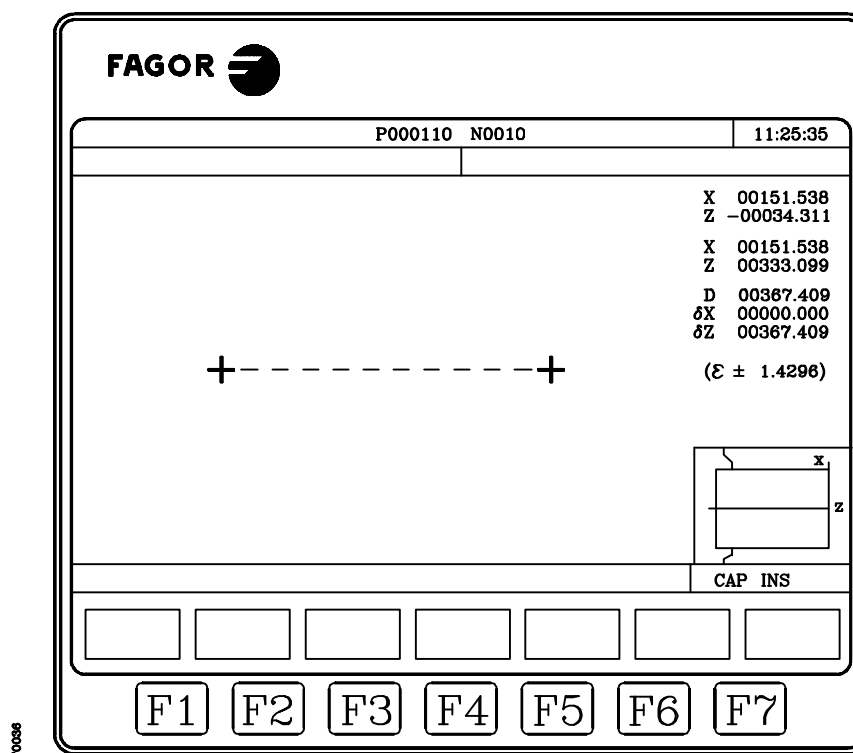 FAGOR
P000110 N0010 11:25:35
X 00151.538
Z -00034.311
X 00151.538
Z 00333.099
D 00367.409
δX 00000.000
δZ 00367.409
(Ɛ ± 1.4296)
X
Z
CAP INS
F1 F2 F3 F4 F5 F6 F7